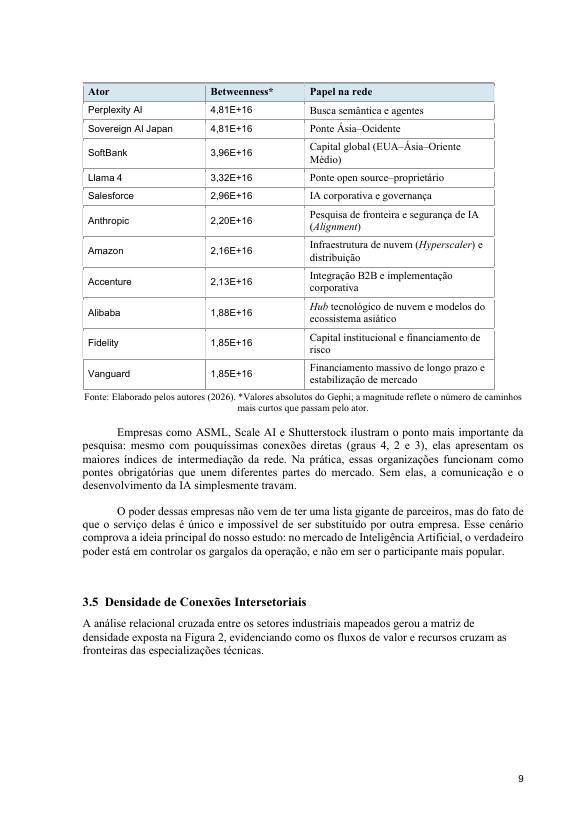 Ator Betweenness* Papel na rede
Perplexity AI 4,81E+16 Busca semântica e agentes
Sovereign AI Japan 4,81E+16 Ponte Ásia–Ocidente
SoftBank 3,96E+16 Capital global (EUA–Ásia–Oriente
Médio)
Llama 4 3,32E+16 Ponte open source–proprietário
Salesforce 2,96E+16 IA corporativa e governança
Anthropic 2,20E+16 Pesquisa de fronteira e segurança de IA
(Alignment)
Amazon 2,16E+16 Infraestrutura de nuvem (Hyperscaler) e
distribuição
Accenture 2,13E+16 Integração B2B e implementação
corporativa
Alibaba 1,88E+16 Hub tecnológico de nuvem e modelos do
ecossistema asiático
Fidelity 1,85E+16 Capital institucional e financiamento de
risco
Vanguard 1,85E+16 Financiamento massivo de longo prazo e
estabilização de mercado
Fonte: Elaborado pelos autores (2026). *Valores absolutos do Gephi; a magnitude reflete o número de caminhos
mais curtos que passam pelo ator.
Empresas como ASML, Scale AI e Shutterstock ilustram o ponto mais importante da
pesquisa: mesmo com pouquíssimas conexões diretas (graus 4, 2 e 3), elas apresentam os
maiores índices de intermediação da rede. Na prática, essas organizações funcionam como
pontes obrigatórias que unem diferentes partes do mercado. Sem elas, a comunicação e o
desenvolvimento da IA simplesmente travam.
O poder dessas empresas não vem de ter uma lista gigante de parceiros, mas do fato de
que o serviço delas é único e impossível de ser substituído por outra empresa. Esse cenário
comprova a ideia principal do nosso estudo: no mercado de Inteligência Artificial, o verdadeiro
poder está em controlar os gargalos da operação, e não em ser o participante mais popular.
3.5 Densidade de Conexões Intersetoriais
A análise relacional cruzada entre os setores industriais mapeados gerou a matriz de
densidade exposta na Figura 2, evidenciando como os fluxos de valor e recursos cruzam as
fronteiras das especializações técnicas.
9